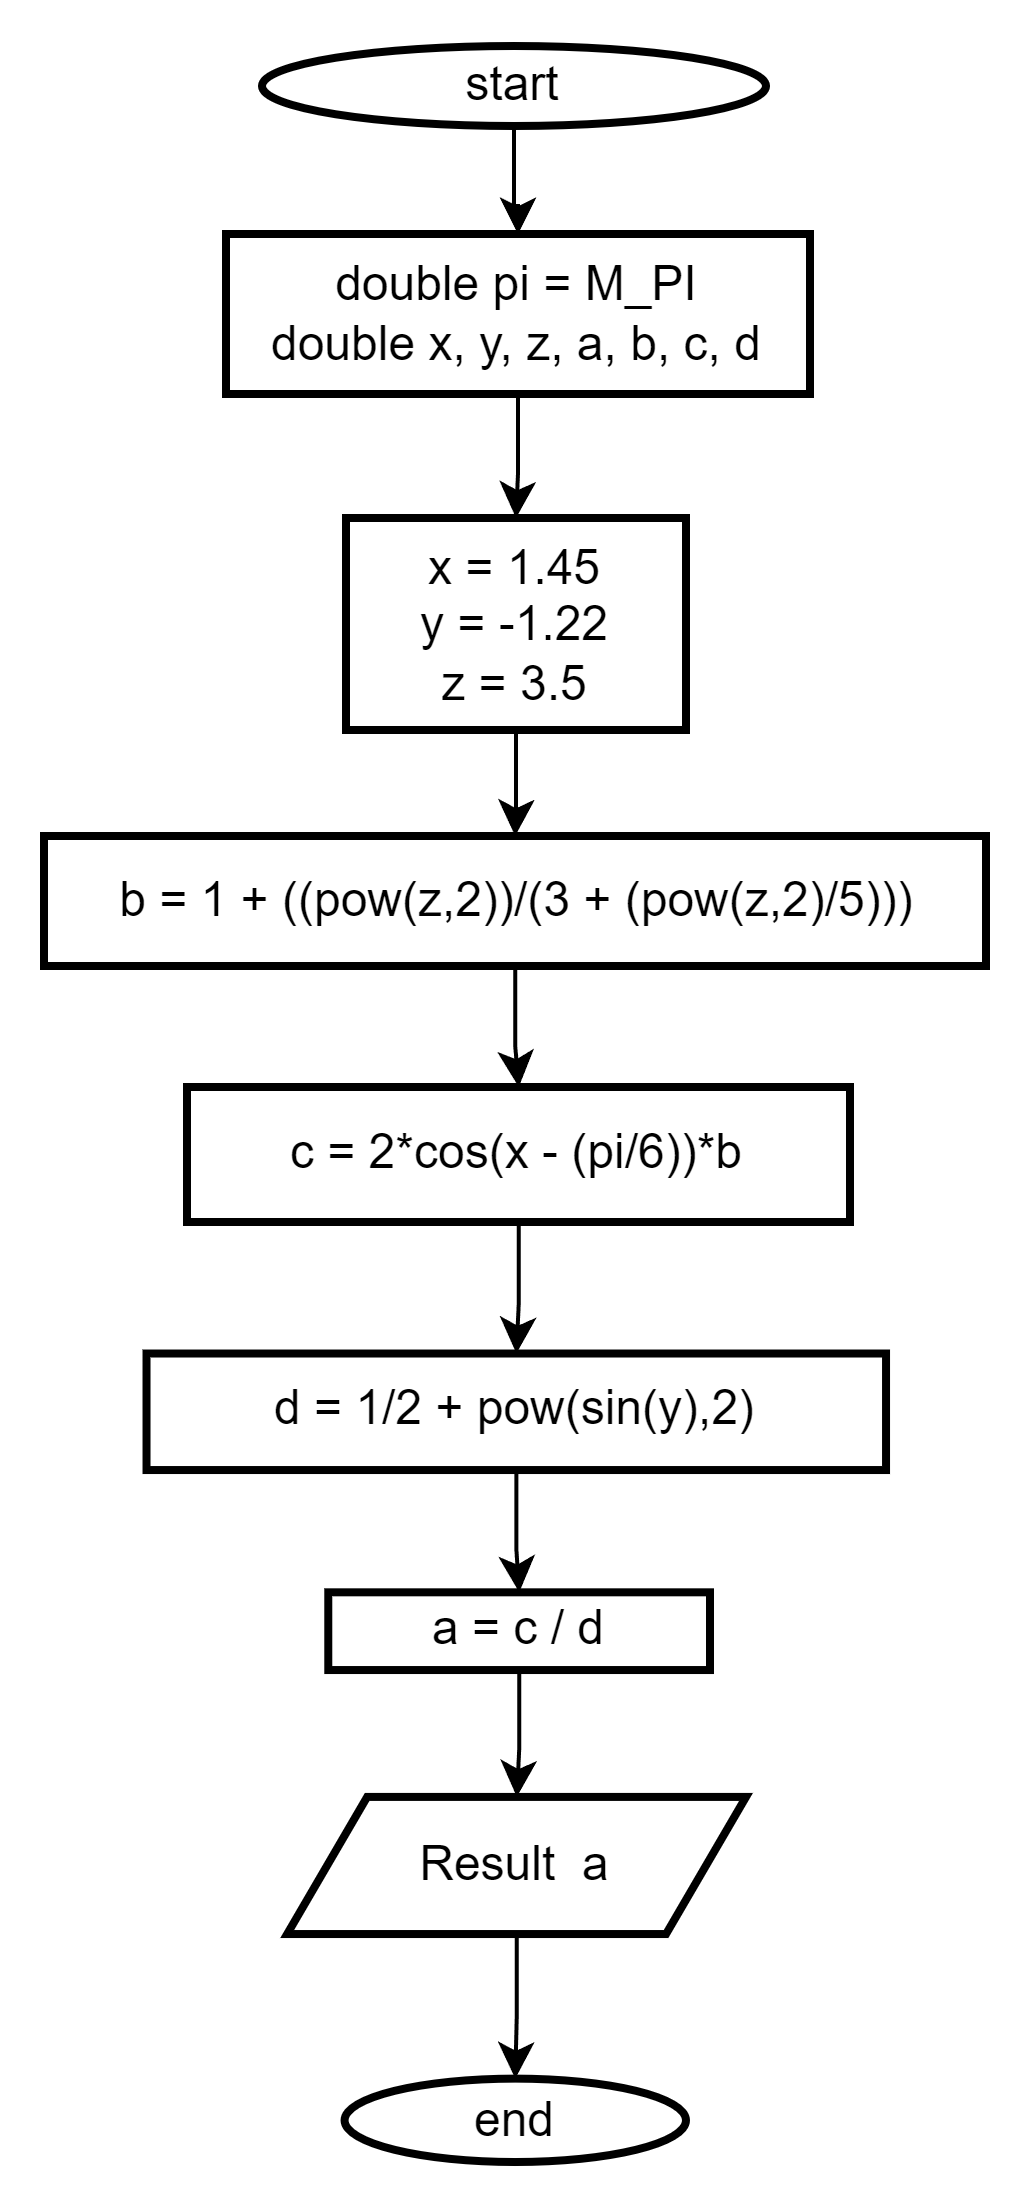 start
double pi = M_PI
double x, y, z, a, b, c, d
x = 1.45
y = -1.22
z = 3.5
b = 1 + ((pow(z,2))/(3 + (pow(z,2)/5)))
c = 2*cos(x - (pi/6))*b
d = 1/2 + pow(sin(y),2)
a = c / d
Result  a
end